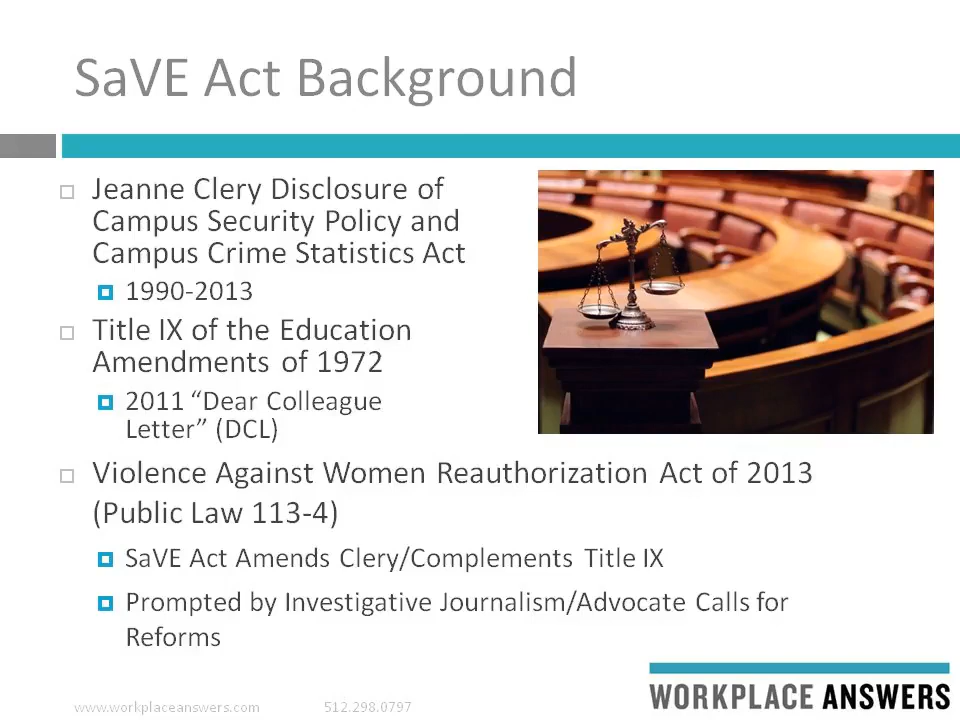 SaVE Act Background
Jeanne Clery Disclosure of
Campus Security Policy and
Campus Crime Statistics Act
1990-2013
Title IX of the Education
Amendments of 1972
2011 “Dear Colleague
Letter” (DCL)
Violence Against Women Reauthorization Act of 2013
(Public Law 113-4)
SaVE Act Amends Clery/Complements Title IX
Prompted by Investigative Journalism/Advocate Calls for
Reforms
www.workplaceanswers.com 512.298.0797
WORKPLACE ANSWERS